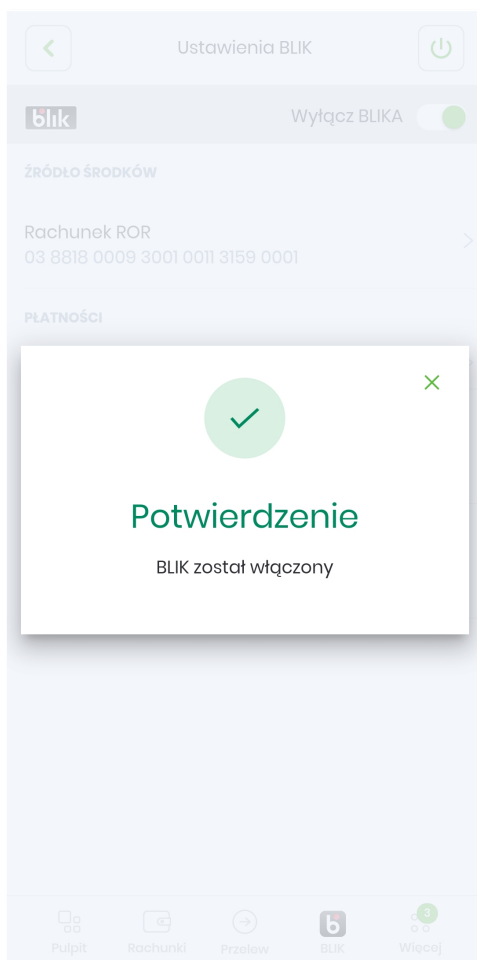 Ustawienia BLIK
blik
Wyłącz BLIKA
ŹRÓDŁO ŚRODKÓW
Rachunek ROR
03 8818 0009 3001 0011 3159 0001
PŁATNOŚCI
Potwierdzenie
BLIK został włączony
3
Pulpit
Rachunki
Przelew
BLIK
Więcej